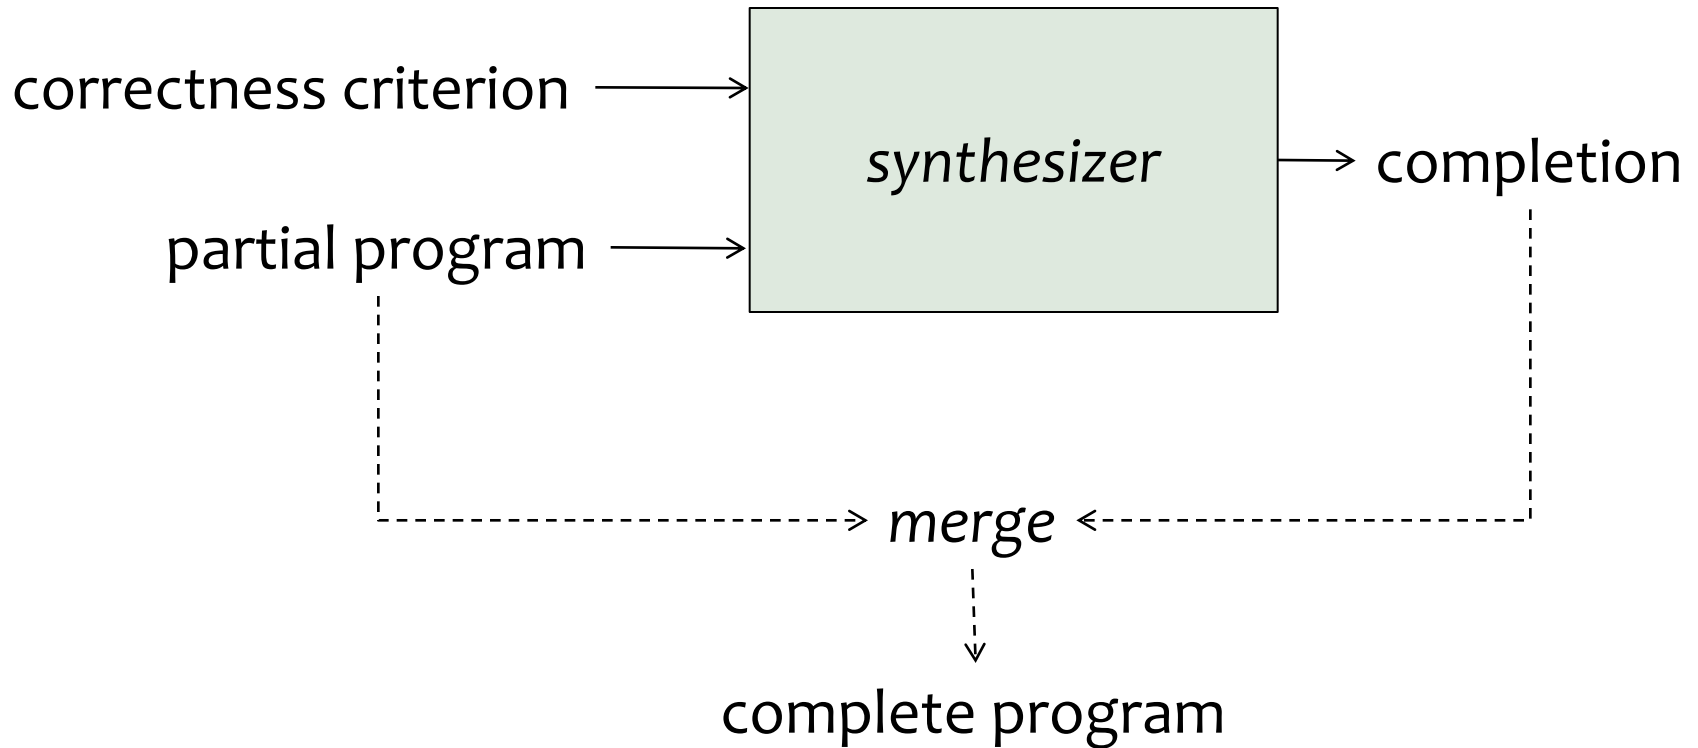 correctness criterion
synthesizer
completion
partial program
merge
complete program